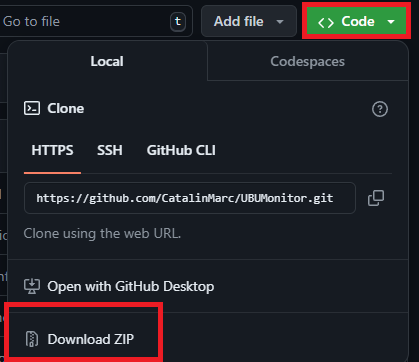 Go to file t Add file Code
Local Codespaces
Clone
HTTPS SSH GitHub CLI
https://github.com/CatalinMarc/UBUMonitor.git
Clone using the web URL.
Open with GitHub Desktop
Download ZIP